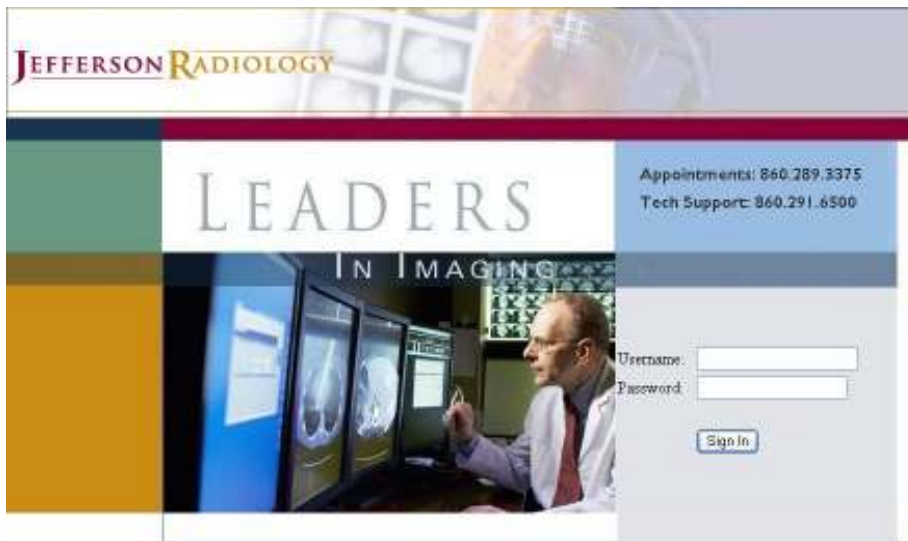 JEFFERSON RADIOLOGY
LEADERS
IN IMAGING
Appointments: 860.289.3375
Tech Support: 860.291.6500
Username:
Password:
Sign In